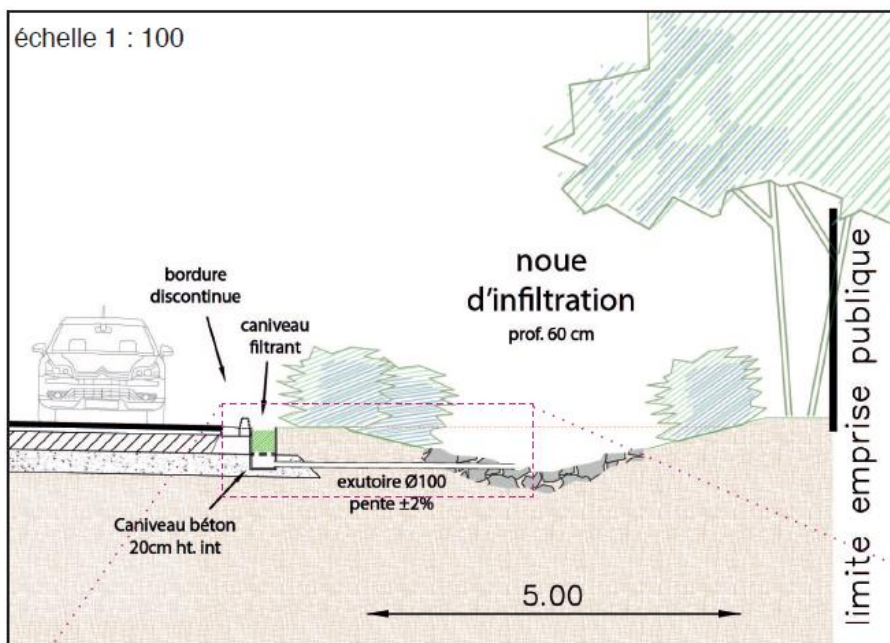 échelle 1 : 100
noue
d'infiltration
prof. 60 cm
bordure
discontinue
caniveau
filtrant
exutoire Ø100
pente ±2%
Caniveau béton
20cm ht. int
5.00
limite emprise publique